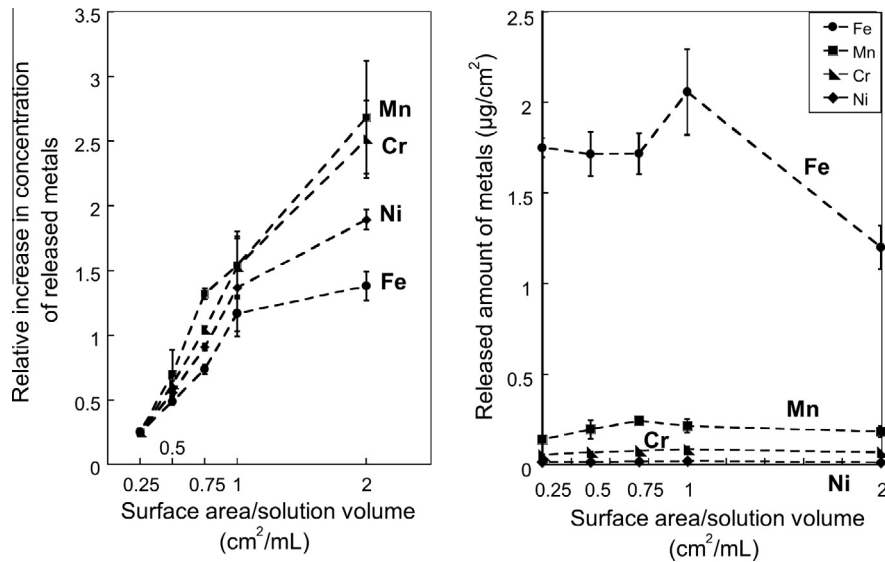 Relative increase in concentration
of released metals
3.5
3
2.5
2
1.5
1
0.5
0
Mn
Cr
Ni
Fe
0.5
0.25 0.75 1 2
Surface area/solution volume
(cm²/mL)
Released amount of metals (µg/cm²)
2.5
2
1.5
1
0.5
0
Fe
Mn
Cr
Ni
Fe
Mn
Cr
Ni
0.25 0.5 0.75 1 2
Surface area/solution volume
(cm²/mL)